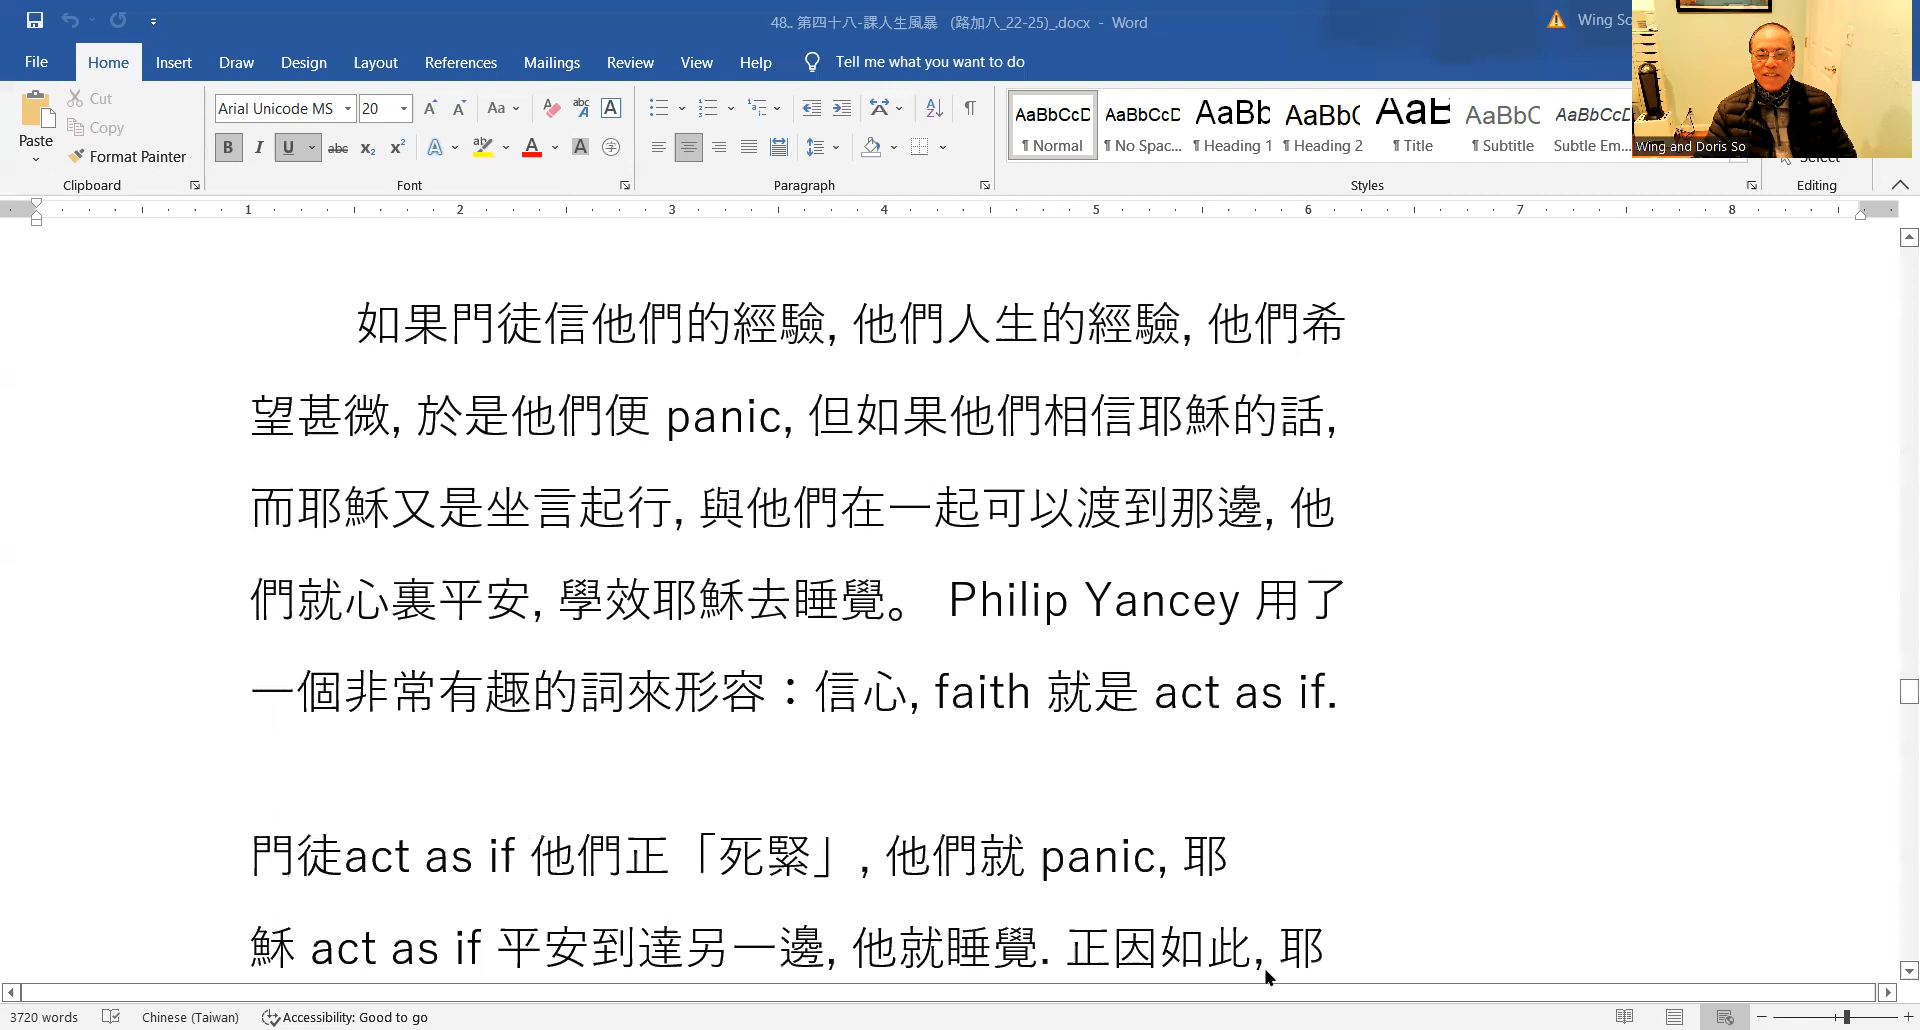 48.. 第四十八-課人生風暴 (路加八_22-25)_.docx - Word
Wing So
File Home Insert Draw Design Layout References Mailings Review View Help Tell me what you want to do
Cut
Copy
Paste
Format Painter
Arial Unicode MS 20
AaBbCcD AaBbCcD AaBb AaBb( AaB AaBbC AaBbCcD
¶ Normal ¶ No Spac... ¶ Heading 1 ¶ Heading 2 ¶ Title ¶ Subtitle Subtle Em...
Wing and Doris So
Select
Clipboard Font Paragraph Styles Editing
1 2 3 4 5 6 7 8
如果門徒信他們的經驗, 他們人生的經驗, 他們希
望甚微, 於是他們便 panic, 但如果他們相信耶穌的話,
而耶穌又是坐言起行, 與他們在一起可以渡到那邊, 他
們就心裏平安, 學效耶穌去睡覺。 Philip Yancey 用了
一個非常有趣的詞來形容：信心, faith 就是 act as if.
門徒act as if 他們正「死緊」, 他們就 panic, 耶
穌 act as if 平安到達另一邊, 他就睡覺. 正因如此, 耶
3720 words Chinese (Taiwan) Accessibility: Good to go